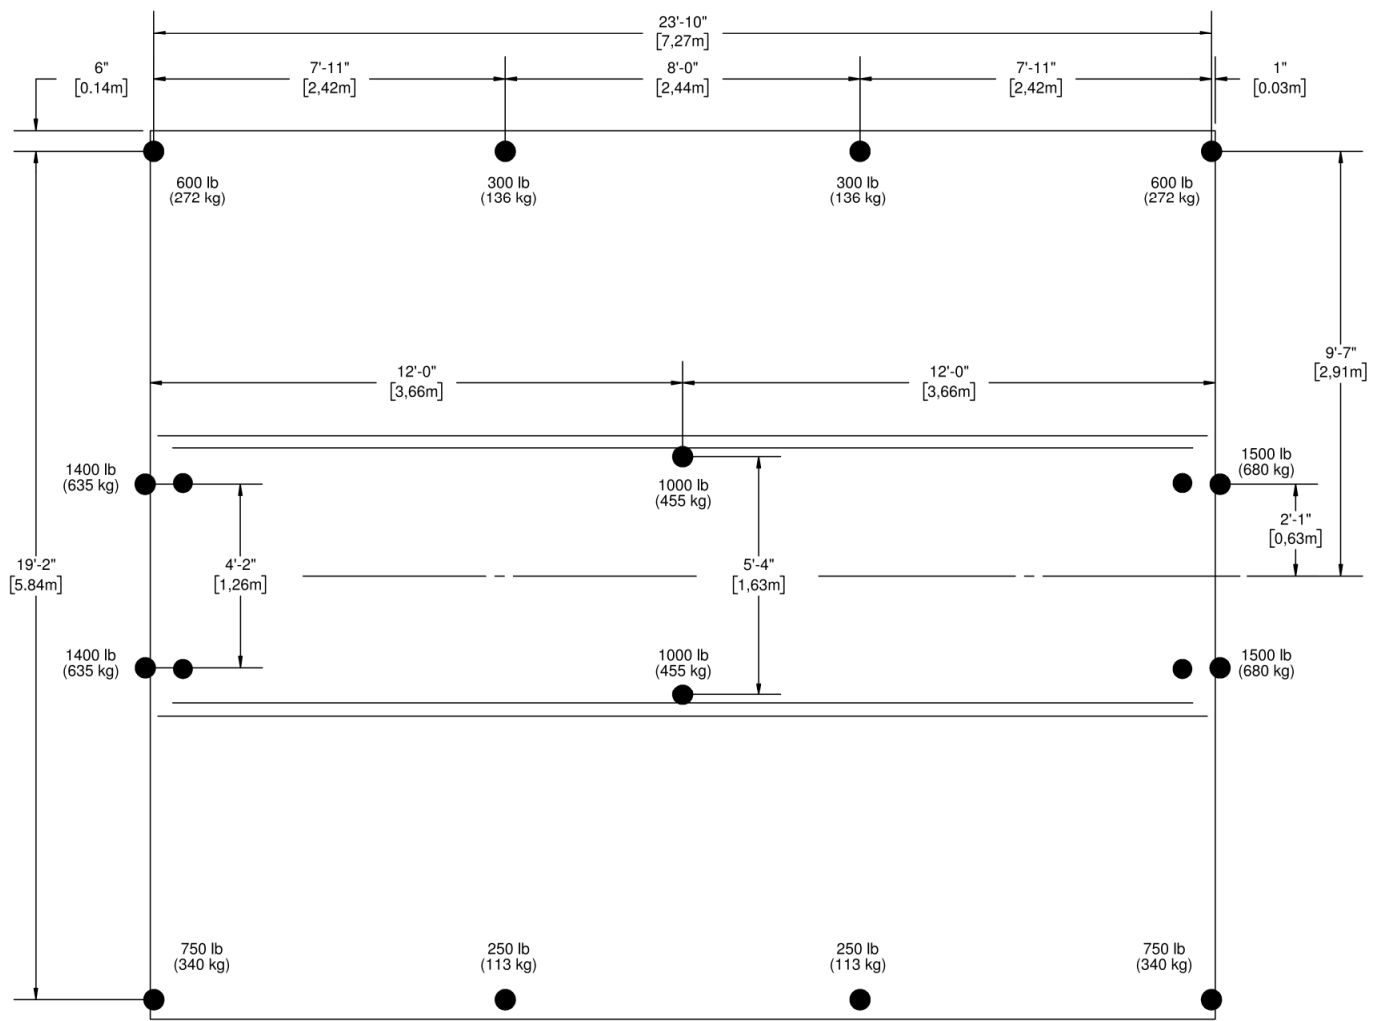 23'-10"
[7,27m]
6"
[0.14m]
7'-11"
[2,42m]
8'-0"
[2,44m]
7'-11"
[2,42m]
1"
[0.03m]
600 lb
(272 kg)
300 lb
(136 kg)
300 lb
(136 kg)
600 lb
(272 kg)
12'-0"
[3,66m]
12'-0"
[3,66m]
9'-7"
[2,91m]
1400 lb
(635 kg)
1000 lb
(455 kg)
1500 lb
(680 kg)
2'-1"
[0,63m]
19'-2"
[5.84m]
4'-2"
[1,26m]
5'-4"
[1,63m]
1400 lb
(635 kg)
1000 lb
(455 kg)
1500 lb
(680 kg)
750 lb
(340 kg)
250 lb
(113 kg)
250 lb
(113 kg)
750 lb
(340 kg)